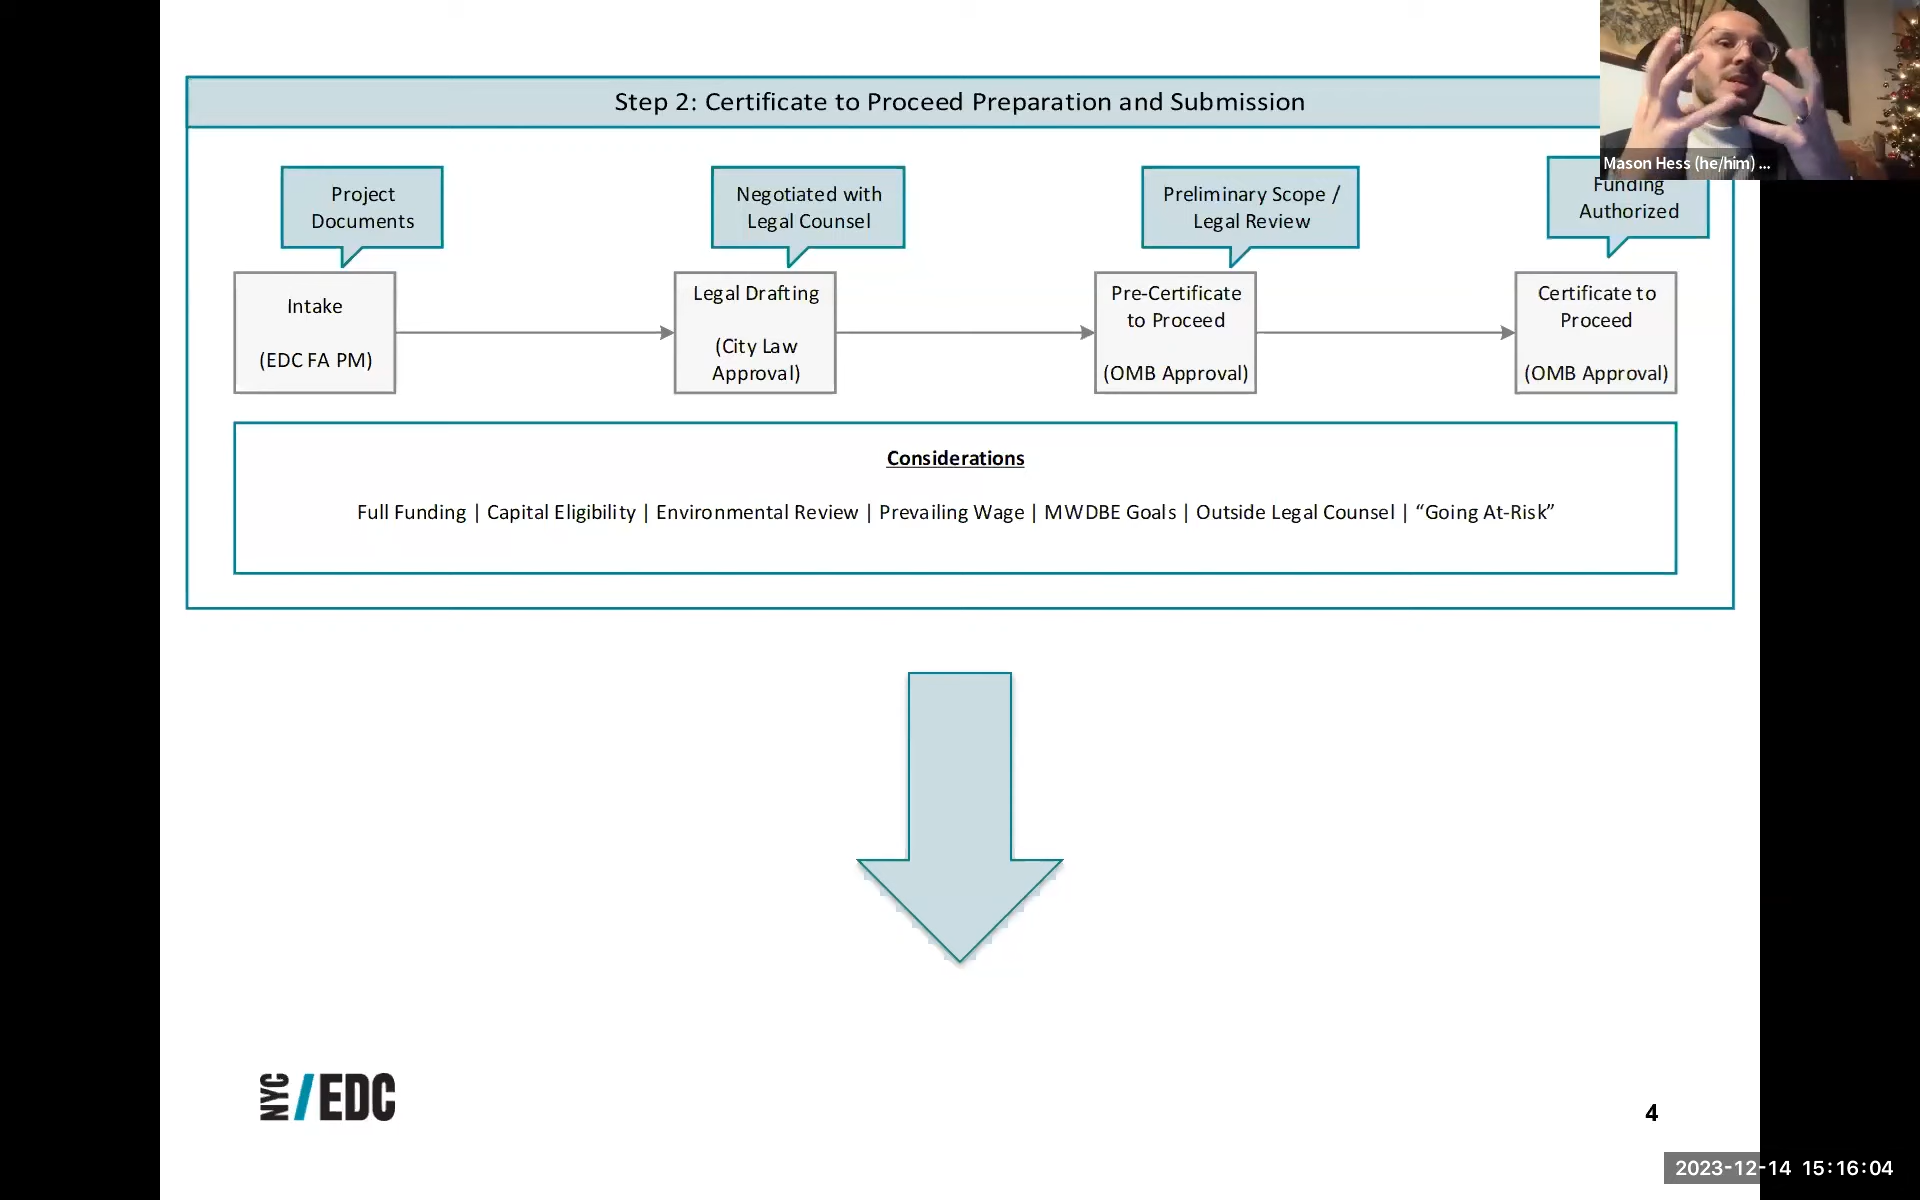 Step 2: Certificate to Proceed Preparation and Submission
Mason Hess (he/him) ...
Project
Documents
Negotiated with
Legal Counsel
Preliminary Scope /
Legal Review
Funding
Authorized
Intake
(EDC FA PM)
Legal Drafting
(City Law
Approval)
Pre-Certificate
to Proceed
(OMB Approval)
Certificate to
Proceed
(OMB Approval)
Considerations
Full Funding | Capital Eligibility | Environmental Review | Prevailing Wage | MWDBE Goals | Outside Legal Counsel | “Going At-Risk”
NYC / EDC
4
2023-12-14 15:16:04